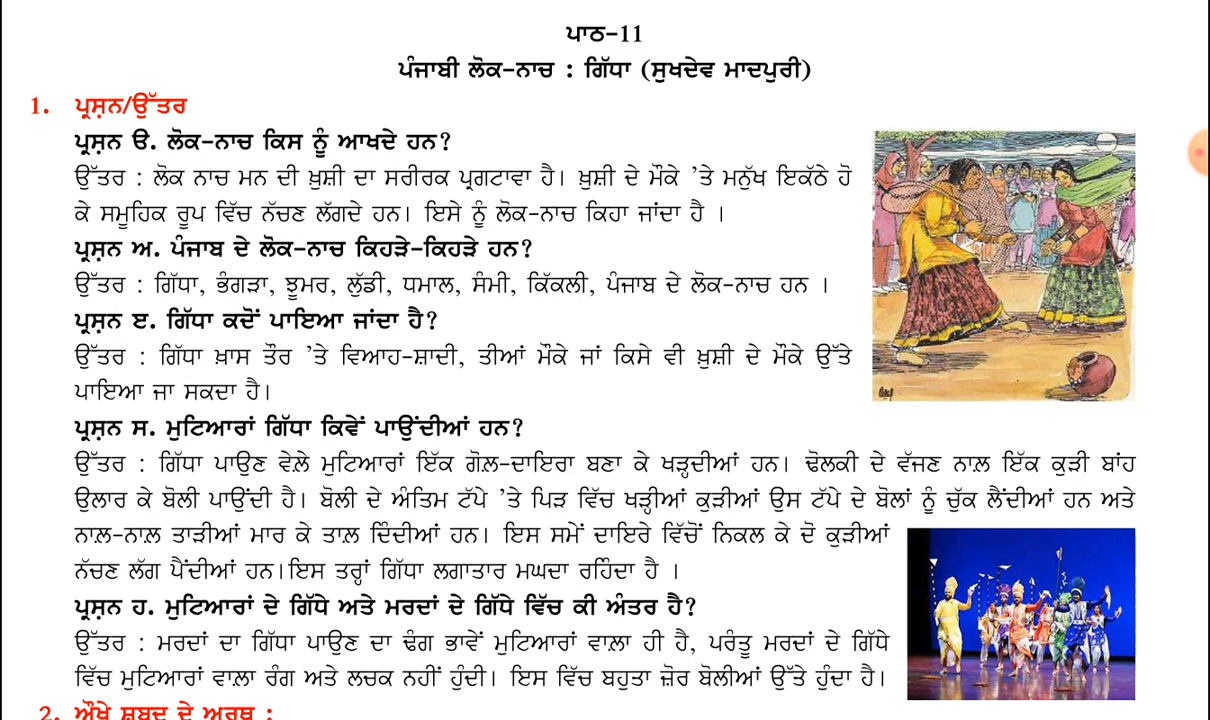 ਪਾਠ-11
ਪੰਜਾਬੀ ਲੋਕ-ਨਾਚ : ਗਿੱਧਾ (ਸੁਖਦੇਵ ਮਾਦਪੁਰੀ)
1. ਪ੍ਰਸ਼ਨ/ਉੱਤਰ
ਪ੍ਰਸ਼ਨ ੳ. ਲੋਕ-ਨਾਚ ਕਿਸ ਨੂੰ ਆਖਦੇ ਹਨ?
ਉੱਤਰ : ਲੋਕ ਨਾਚ ਮਨ ਦੀ ਖ਼ੁਸ਼ੀ ਦਾ ਸਰੀਰਕ ਪ੍ਰਗਟਾਵਾ ਹੈ। ਖ਼ੁਸ਼ੀ ਦੇ ਮੌਕੇ ’ਤੇ ਮਨੁੱਖ ਇਕੱਠੇ ਹੋ
ਕੇ ਸਮੂਹਿਕ ਰੂਪ ਵਿੱਚ ਨੱਚਣ ਲੱਗਦੇ ਹਨ। ਇਸੇ ਨੂੰ ਲੋਕ-ਨਾਚ ਕਿਹਾ ਜਾਂਦਾ ਹੈ ।
ਪ੍ਰਸ਼ਨ ਅ. ਪੰਜਾਬ ਦੇ ਲੋਕ-ਨਾਚ ਕਿਹੜੇ-ਕਿਹੜੇ ਹਨ?
ਉੱਤਰ : ਗਿੱਧਾ, ਭੰਗੜਾ, ਝੂਮਰ, ਲੁੱਡੀ, ਧਮਾਲ, ਸੰਮੀ, ਕਿੱਕਲੀ, ਪੰਜਾਬ ਦੇ ਲੋਕ-ਨਾਚ ਹਨ ।
ਪ੍ਰਸ਼ਨ ੲ. ਗਿੱਧਾ ਕਦੋਂ ਪਾਇਆ ਜਾਂਦਾ ਹੈ?
ਉੱਤਰ : ਗਿੱਧਾ ਖ਼ਾਸ ਤੌਰ ’ਤੇ ਵਿਆਹ-ਸ਼ਾਦੀ, ਤੀਆਂ ਮੌਕੇ ਜਾਂ ਕਿਸੇ ਵੀ ਖ਼ੁਸ਼ੀ ਦੇ ਮੌਕੇ ਉੱਤੇ
ਪਾਇਆ ਜਾ ਸਕਦਾ ਹੈ।
ਪ੍ਰਸ਼ਨ ਸ. ਮੁਟਿਆਰਾਂ ਗਿੱਧਾ ਕਿਵੇਂ ਪਾਉਂਦੀਆਂ ਹਨ?
ਉੱਤਰ : ਗਿੱਧਾ ਪਾਉਣ ਵੇਲ਼ੇ ਮੁਟਿਆਰਾਂ ਇੱਕ ਗੋਲ਼-ਦਾਇਰਾ ਬਣਾ ਕੇ ਖੜ੍ਹਦੀਆਂ ਹਨ। ਢੋਲਕੀ ਦੇ ਵੱਜਣ ਨਾਲ਼ ਇੱਕ ਕੁੜੀ ਬਾਂਹ
ਉਲਾਰ ਕੇ ਬੋਲੀ ਪਾਉਂਦੀ ਹੈ। ਬੋਲੀ ਦੇ ਅੰਤਿਮ ਟੱਪੇ ’ਤੇ ਪਿੜ ਵਿੱਚ ਖੜ੍ਹੀਆਂ ਕੁੜੀਆਂ ਉਸ ਟੱਪੇ ਦੇ ਬੋਲਾਂ ਨੂੰ ਚੁੱਕ ਲੈਂਦੀਆਂ ਹਨ ਅਤੇ
ਨਾਲ਼-ਨਾਲ਼ ਤਾੜੀਆਂ ਮਾਰ ਕੇ ਤਾਲ਼ ਦਿੰਦੀਆਂ ਹਨ। ਇਸ ਸਮੇਂ ਦਾਇਰੇ ਵਿੱਚੋਂ ਨਿਕਲ ਕੇ ਦੋ ਕੁੜੀਆਂ
ਨੱਚਣ ਲੱਗ ਪੈਂਦੀਆਂ ਹਨ।ਇਸ ਤਰ੍ਹਾਂ ਗਿੱਧਾ ਲਗਾਤਾਰ ਮਘਦਾ ਰਹਿੰਦਾ ਹੈ ।
ਪ੍ਰਸ਼ਨ ਹ. ਮੁਟਿਆਰਾਂ ਦੇ ਗਿੱਧੇ ਅਤੇ ਮਰਦਾਂ ਦੇ ਗਿੱਧੇ ਵਿੱਚ ਕੀ ਅੰਤਰ ਹੈ?
ਉੱਤਰ : ਮਰਦਾਂ ਦਾ ਗਿੱਧਾ ਪਾਉਣ ਦਾ ਢੰਗ ਭਾਵੇਂ ਮੁਟਿਆਰਾਂ ਵਾਲ਼ਾ ਹੀ ਹੈ, ਪਰੰਤੂ ਮਰਦਾਂ ਦੇ ਗਿੱਧੇ
ਵਿੱਚ ਮੁਟਿਆਰਾਂ ਵਾਲ਼ਾ ਰੰਗ ਅਤੇ ਲਚਕ ਨਹੀਂ ਹੁੰਦੀ। ਇਸ ਵਿੱਚ ਬਹੁਤਾ ਜ਼ੋਰ ਬੋਲੀਆਂ ਉੱਤੇ ਹੁੰਦਾ ਹੈ।
2. ਔਖੇ ਸ਼ਬਦ ਦੇ ਅਰਥ :